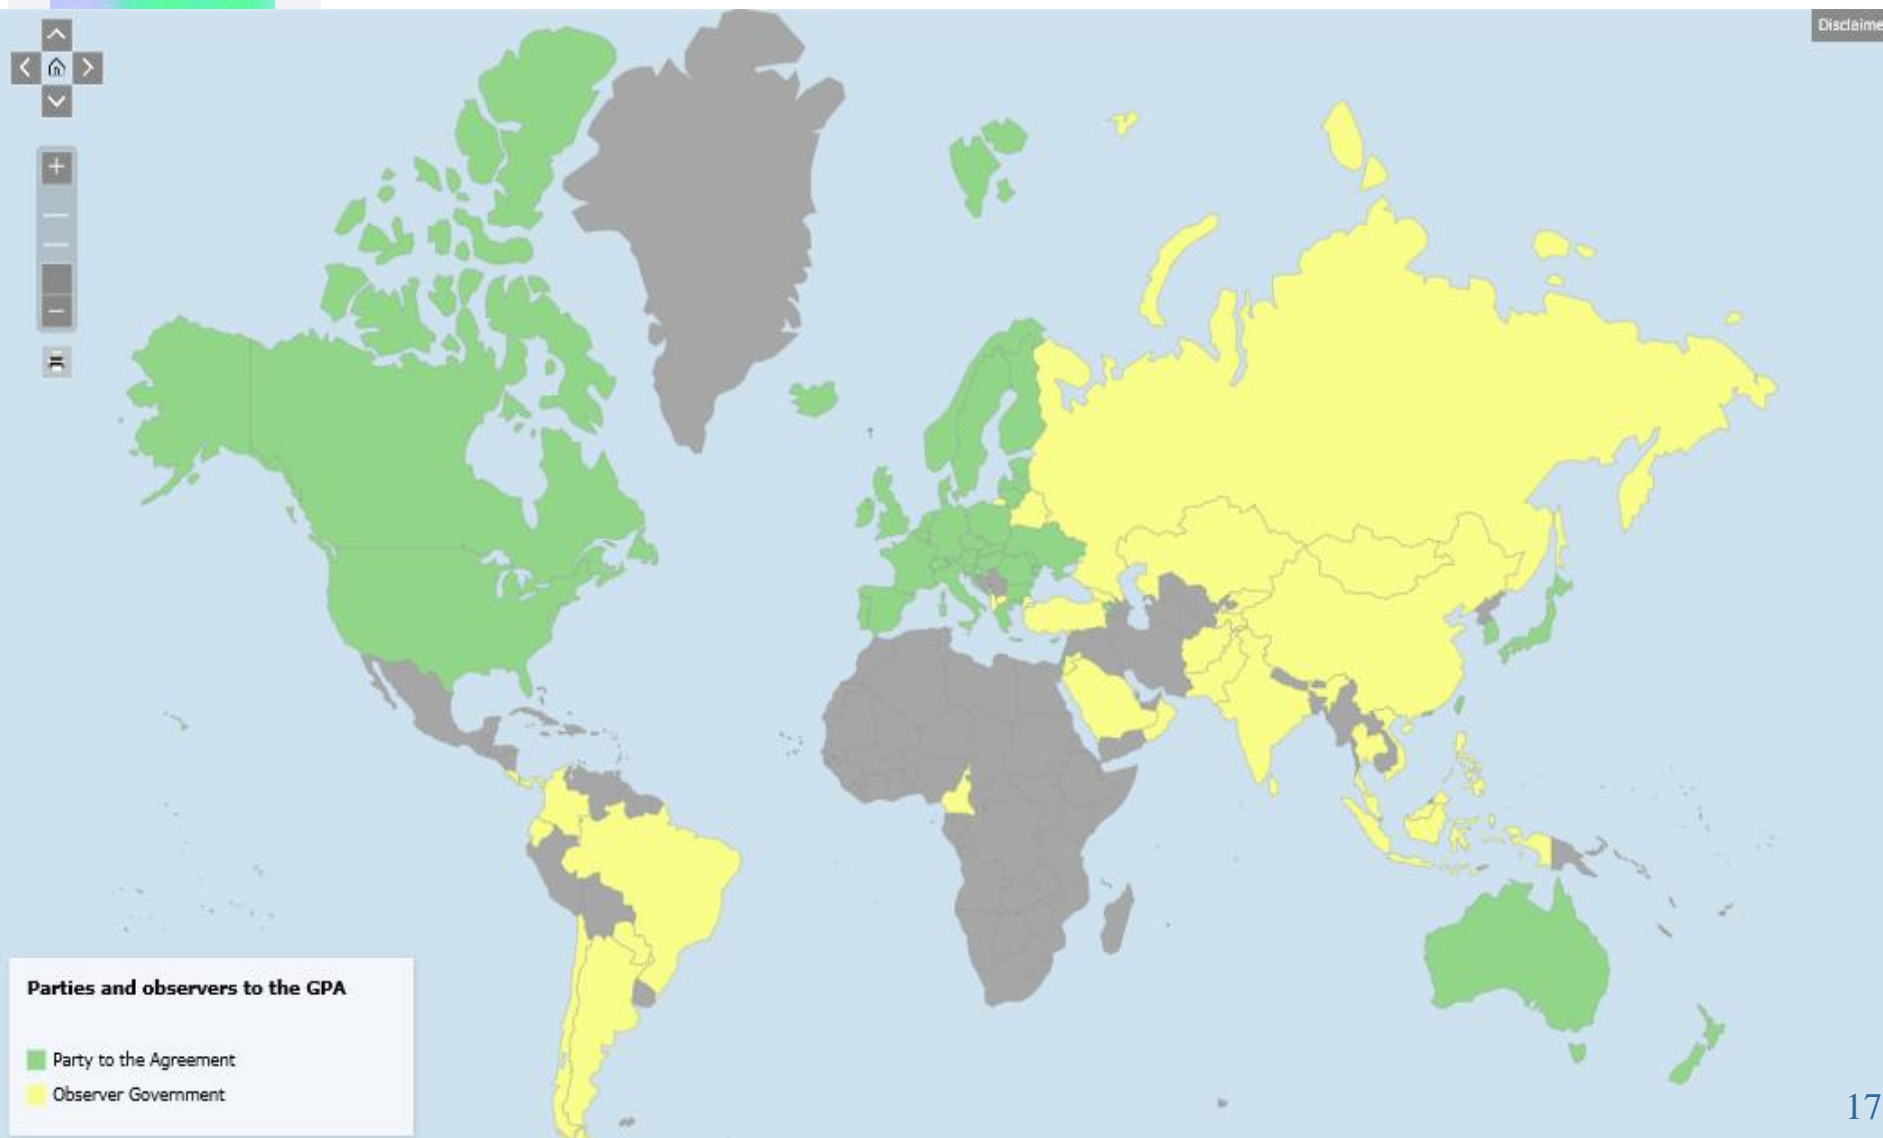 Disclaime
Parties and observers to the GPA
Party to the Agreement
Observer Government
17